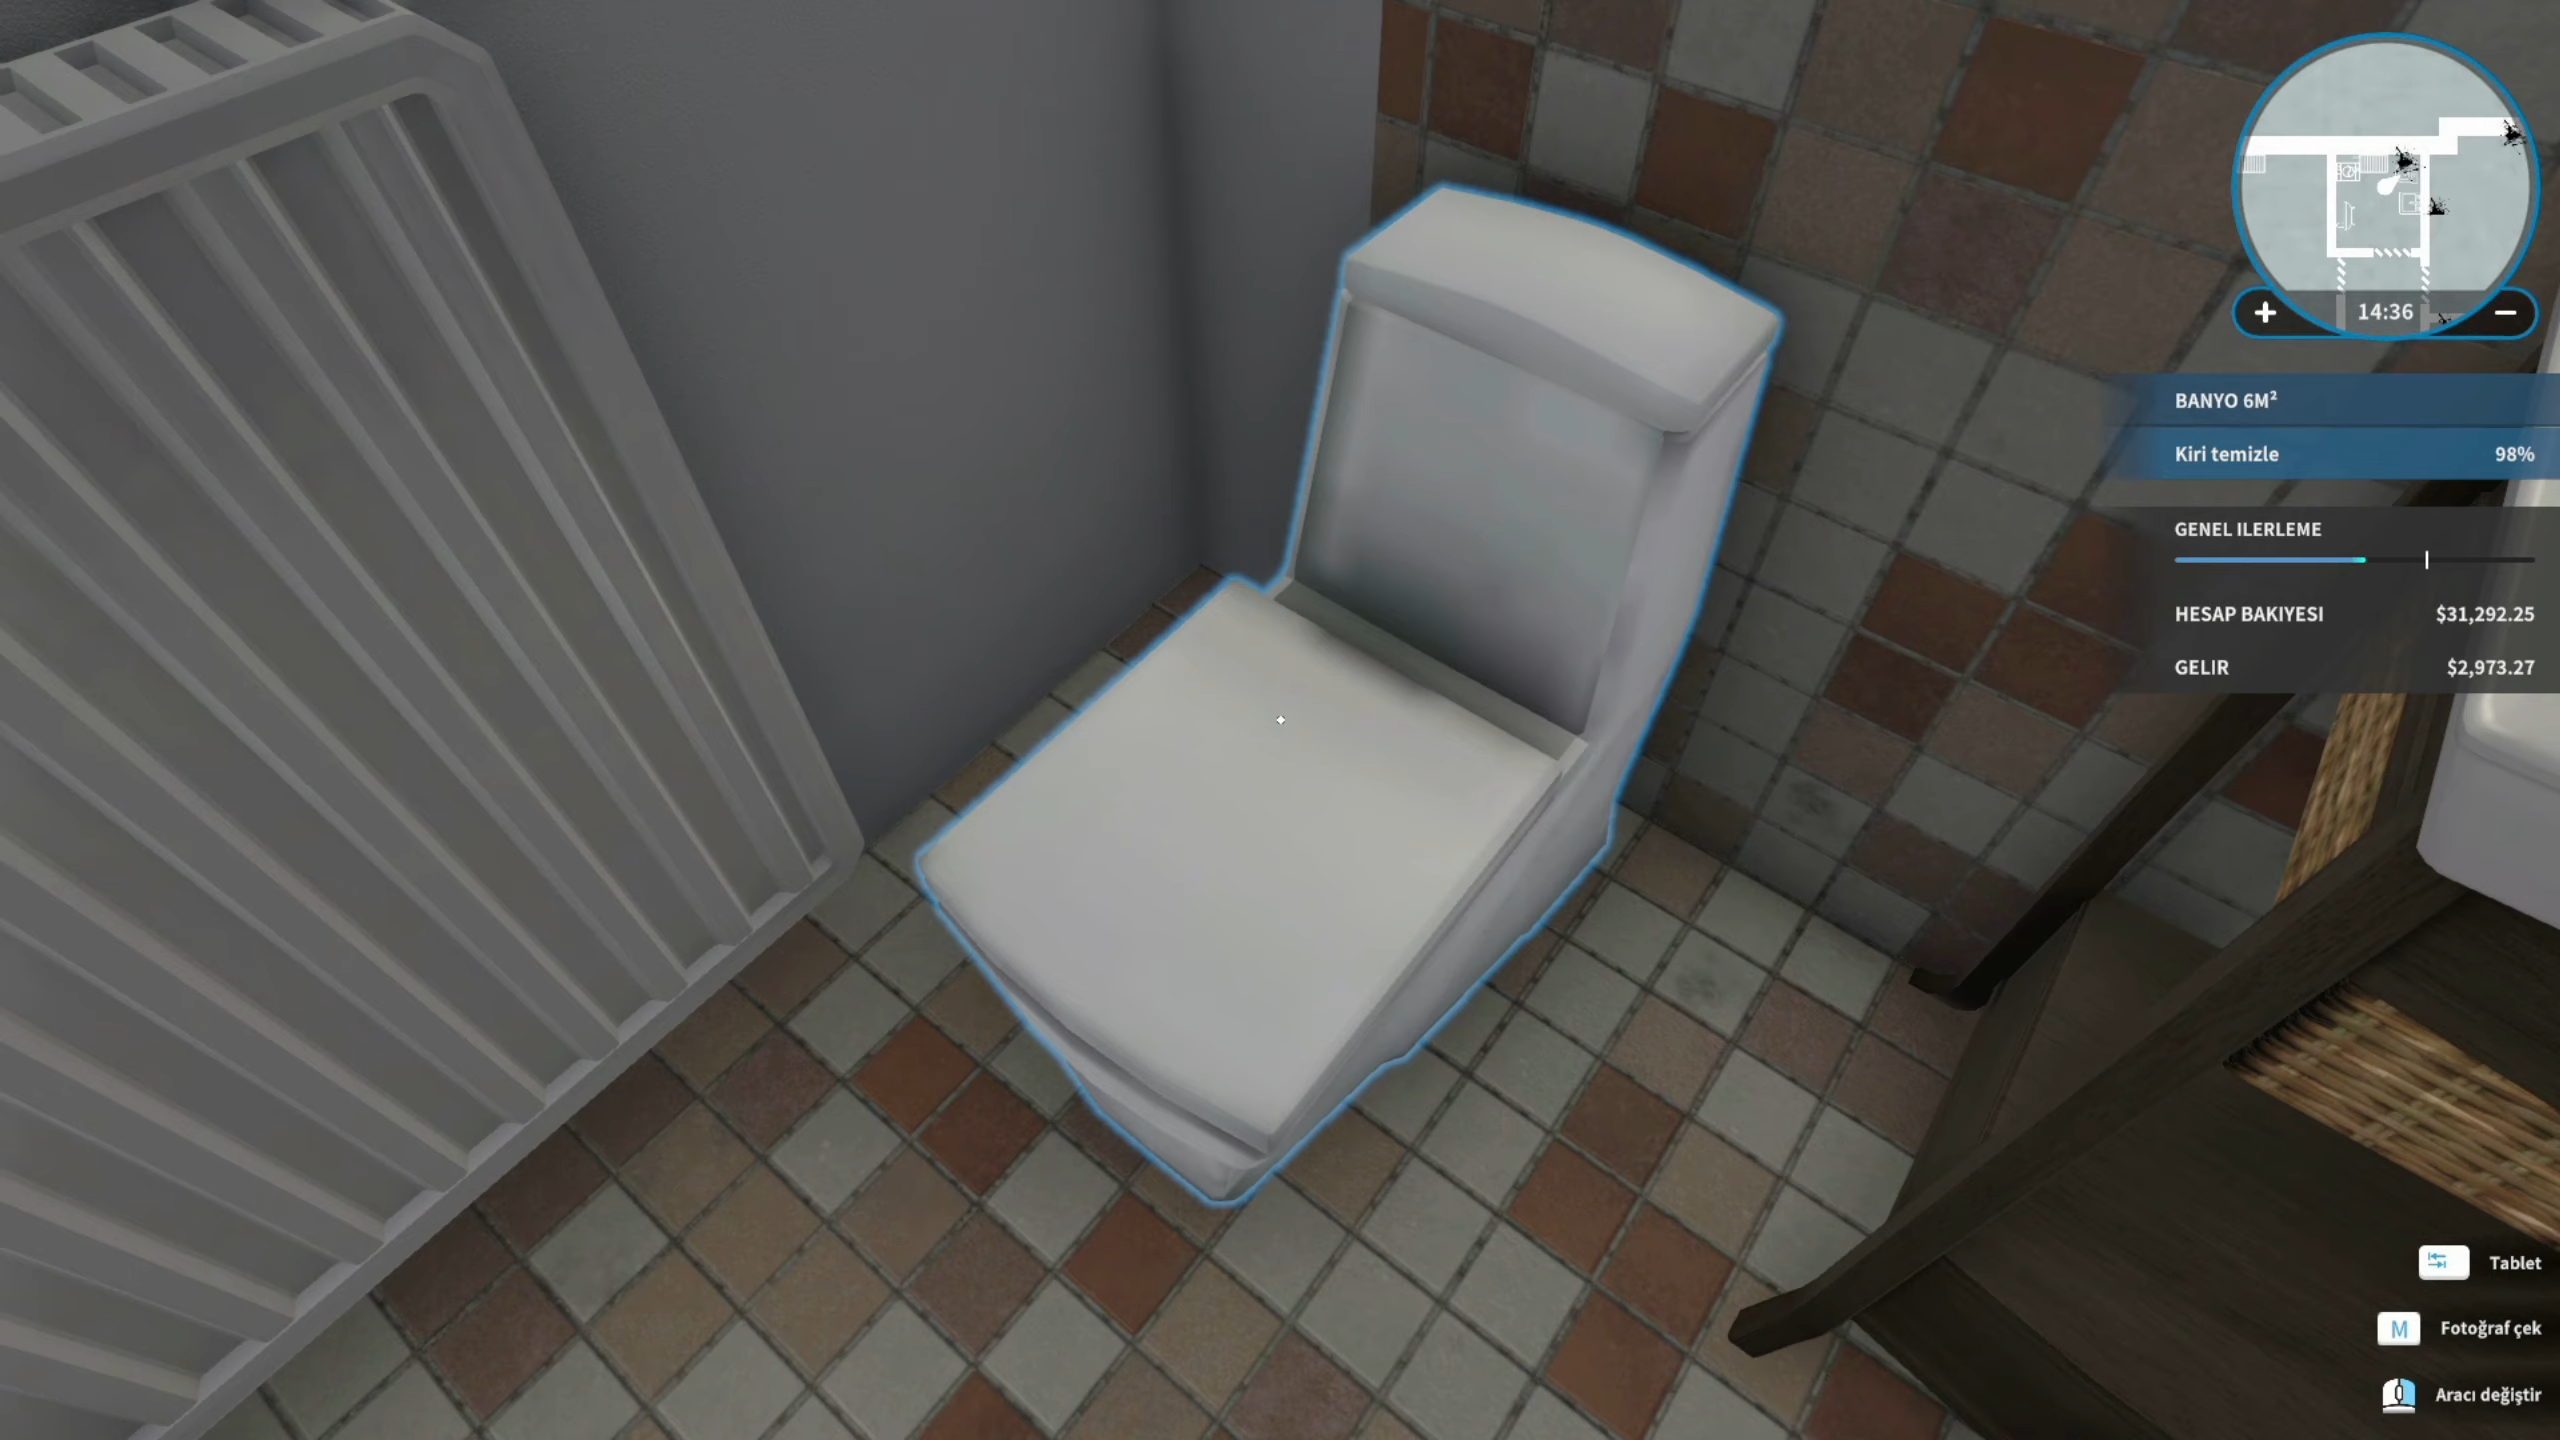 14:36
BANYO 6M²
Kiri temizle 98%
GENEL ILERLEME
HESAP BAKIYESI $31,292.25
GELIR $2,973.27
Tablet
M Fotoğraf çek
Aracı değiştir